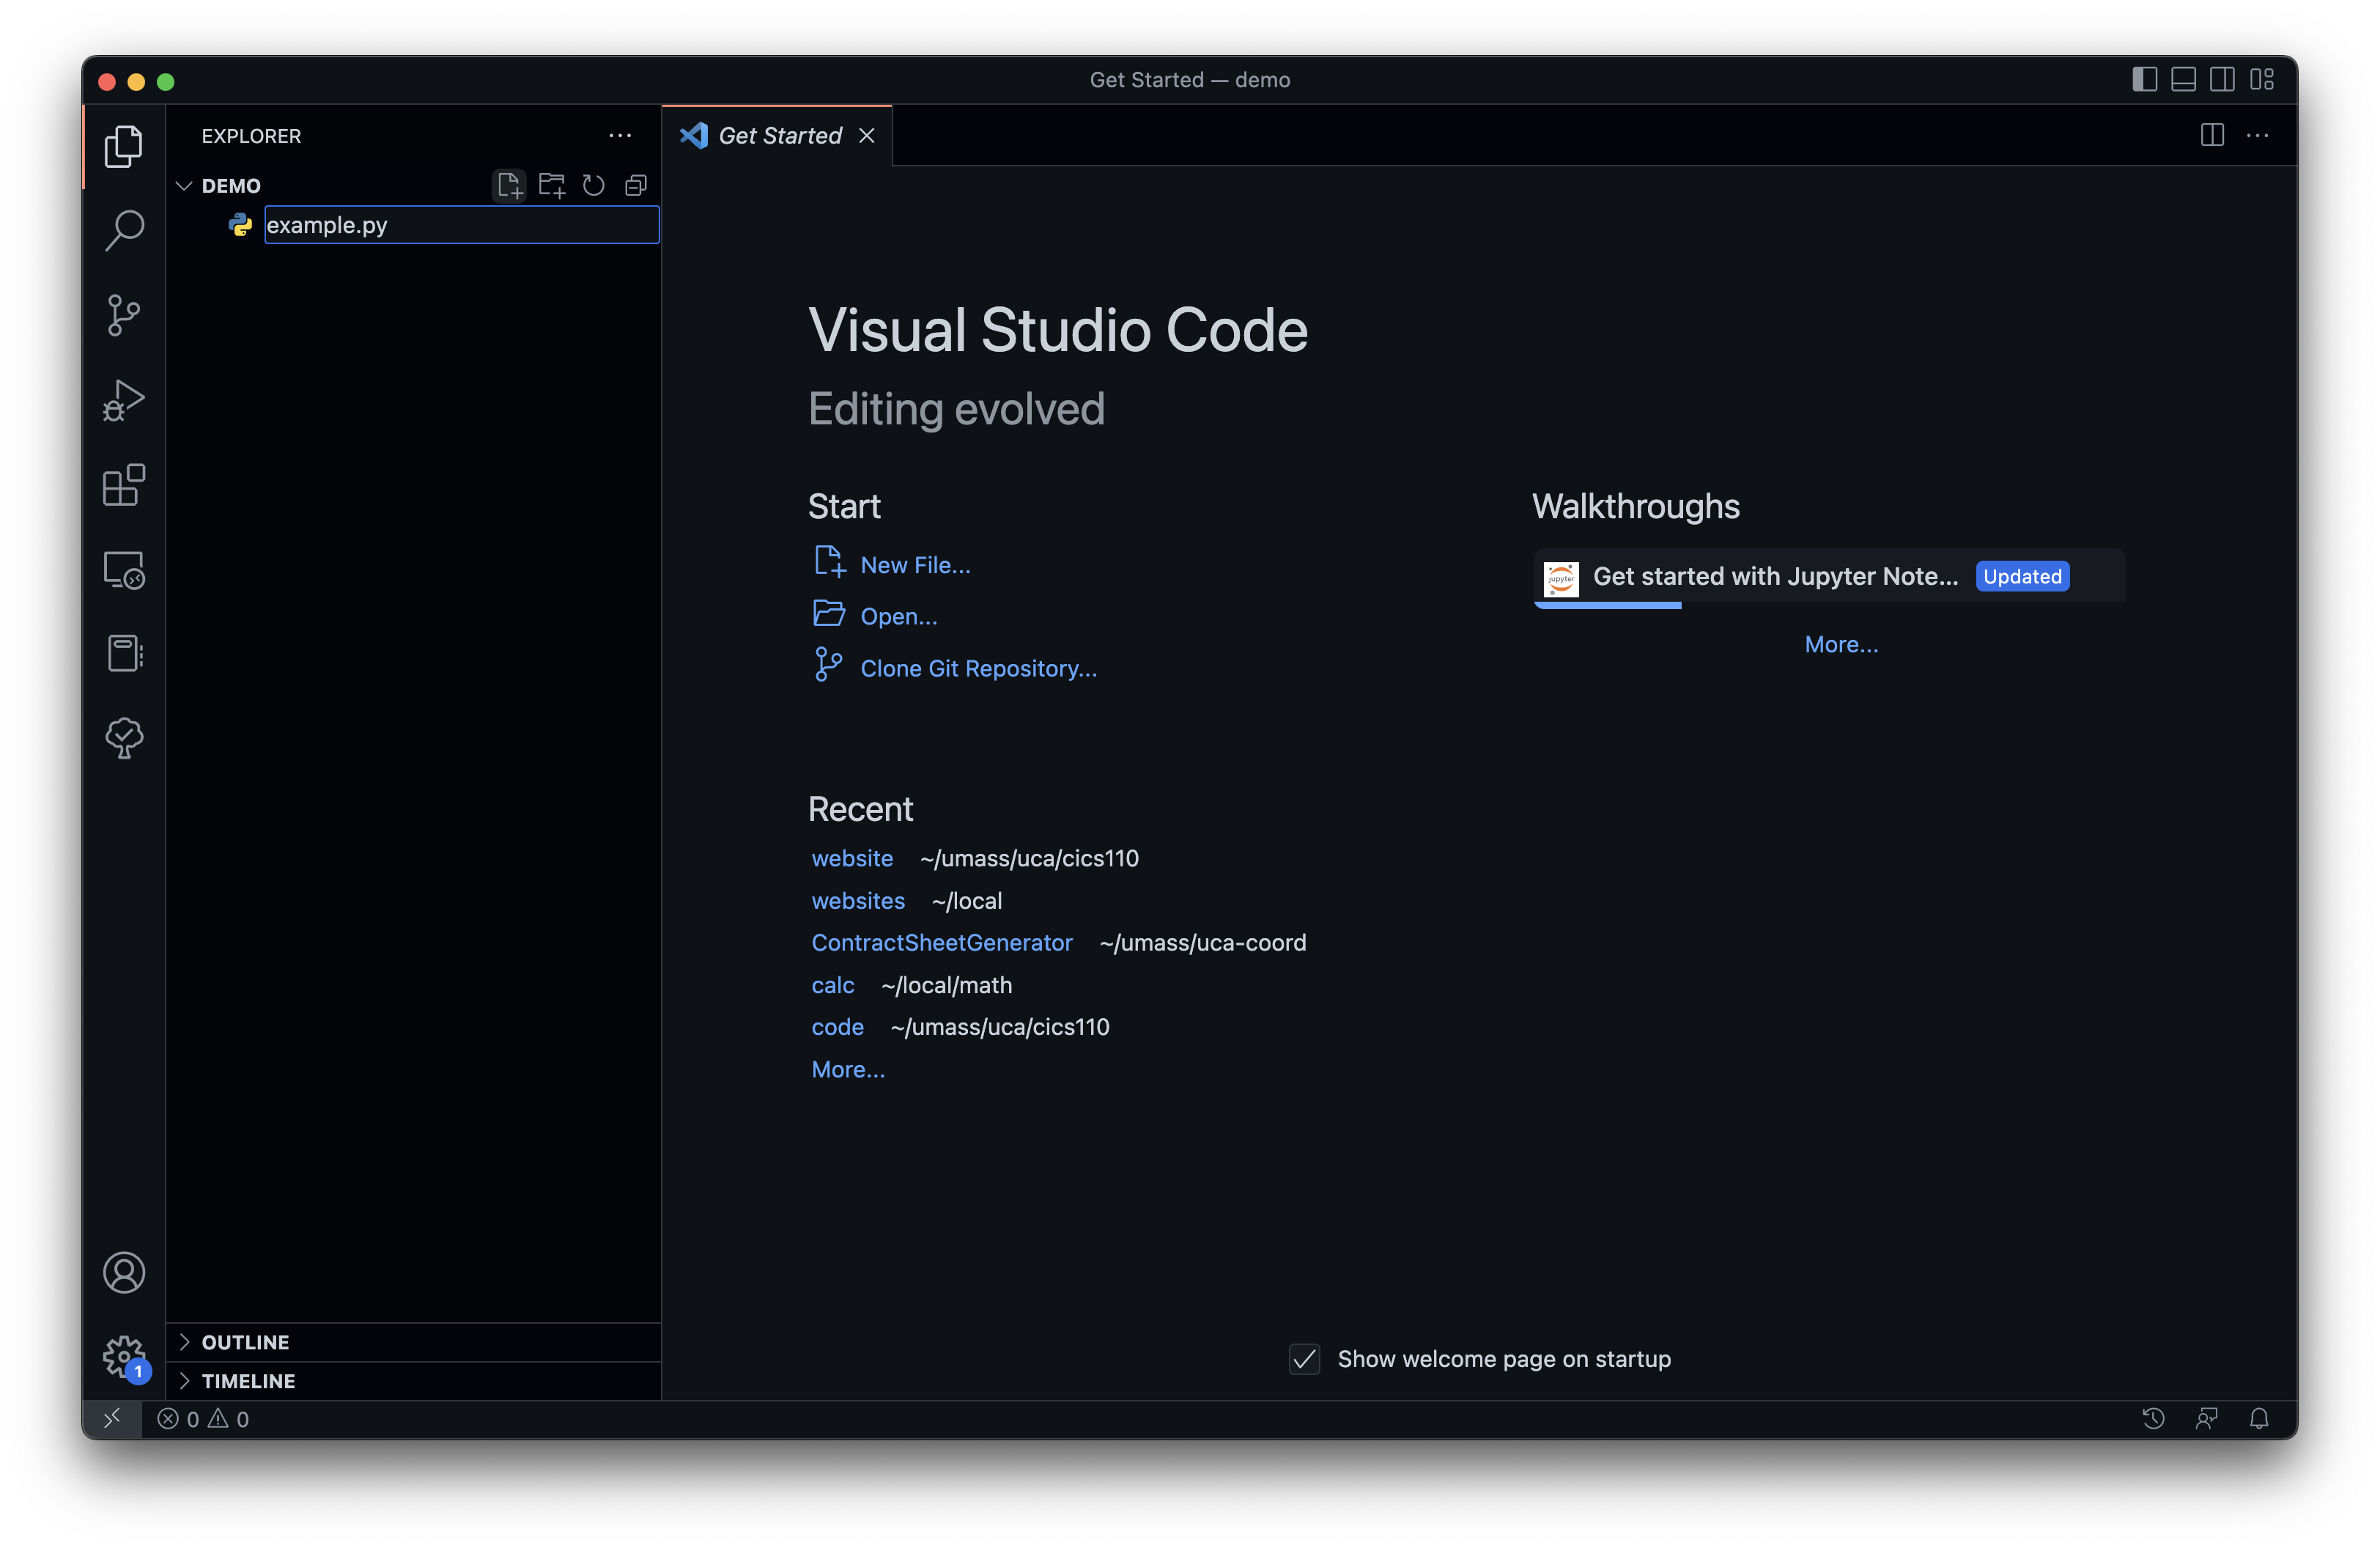 Get Started — demo
EXPLORER
DEMO
example.py
OUTLINE
TIMELINE
Get Started
Visual Studio Code
Editing evolved
Start
New File...
Open...
Clone Git Repository...
Recent
website ~/umass/uca/cics110
websites ~/local
ContractSheetGenerator ~/umass/uca-coord
calc ~/local/math
code ~/umass/uca/cics110
More...
Walkthroughs
jupyter
Get started with Jupyter Note... Updated
More...
Show welcome page on startup
1
0 0